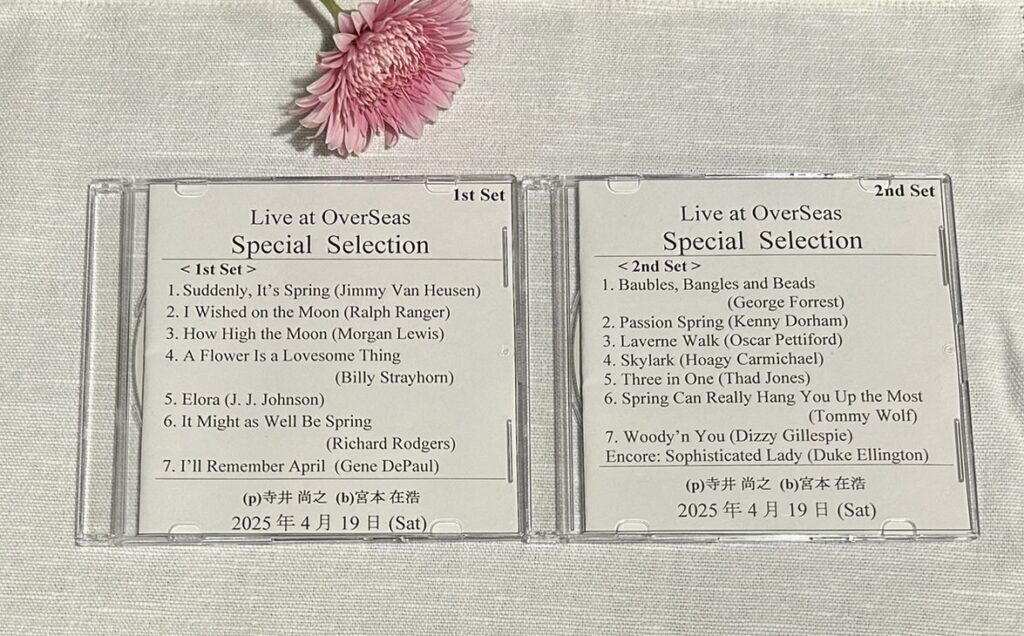 1st Set
Live at OverSeas
Special Selection
< 1st Set >
1. Suddenly, It's Spring (Jimmy Van Heusen)
2. I Wished on the Moon (Ralph Ranger)
3. How High the Moon (Morgan Lewis)
4. A Flower Is a Lovesome Thing
(Billy Strayhorn)
5. Elora (J. J. Johnson)
6. It Might as Well Be Spring
(Richard Rodgers)
7. I'll Remember April (Gene DePaul)
(p)寺井 尚之 (b)宮本 在浩
2025 年 4 月 19 日 (Sat)
2nd Set
Live at OverSeas
Special Selection
< 2nd Set >
1. Baubles, Bangles and Beads
(George Forrest)
2. Passion Spring (Kenny Dorham)
3. Laverne Walk (Oscar Pettiford)
4. Skylark (Hoagy Carmichael)
5. Three in One (Thad Jones)
6. Spring Can Really Hang You Up the Most
(Tommy Wolf)
7. Woody'n You (Dizzy Gillespie)
Encore: Sophisticated Lady (Duke Ellington)
(p)寺井 尚之 (b)宮本 在浩
2025 年 4 月 19 日 (Sat)